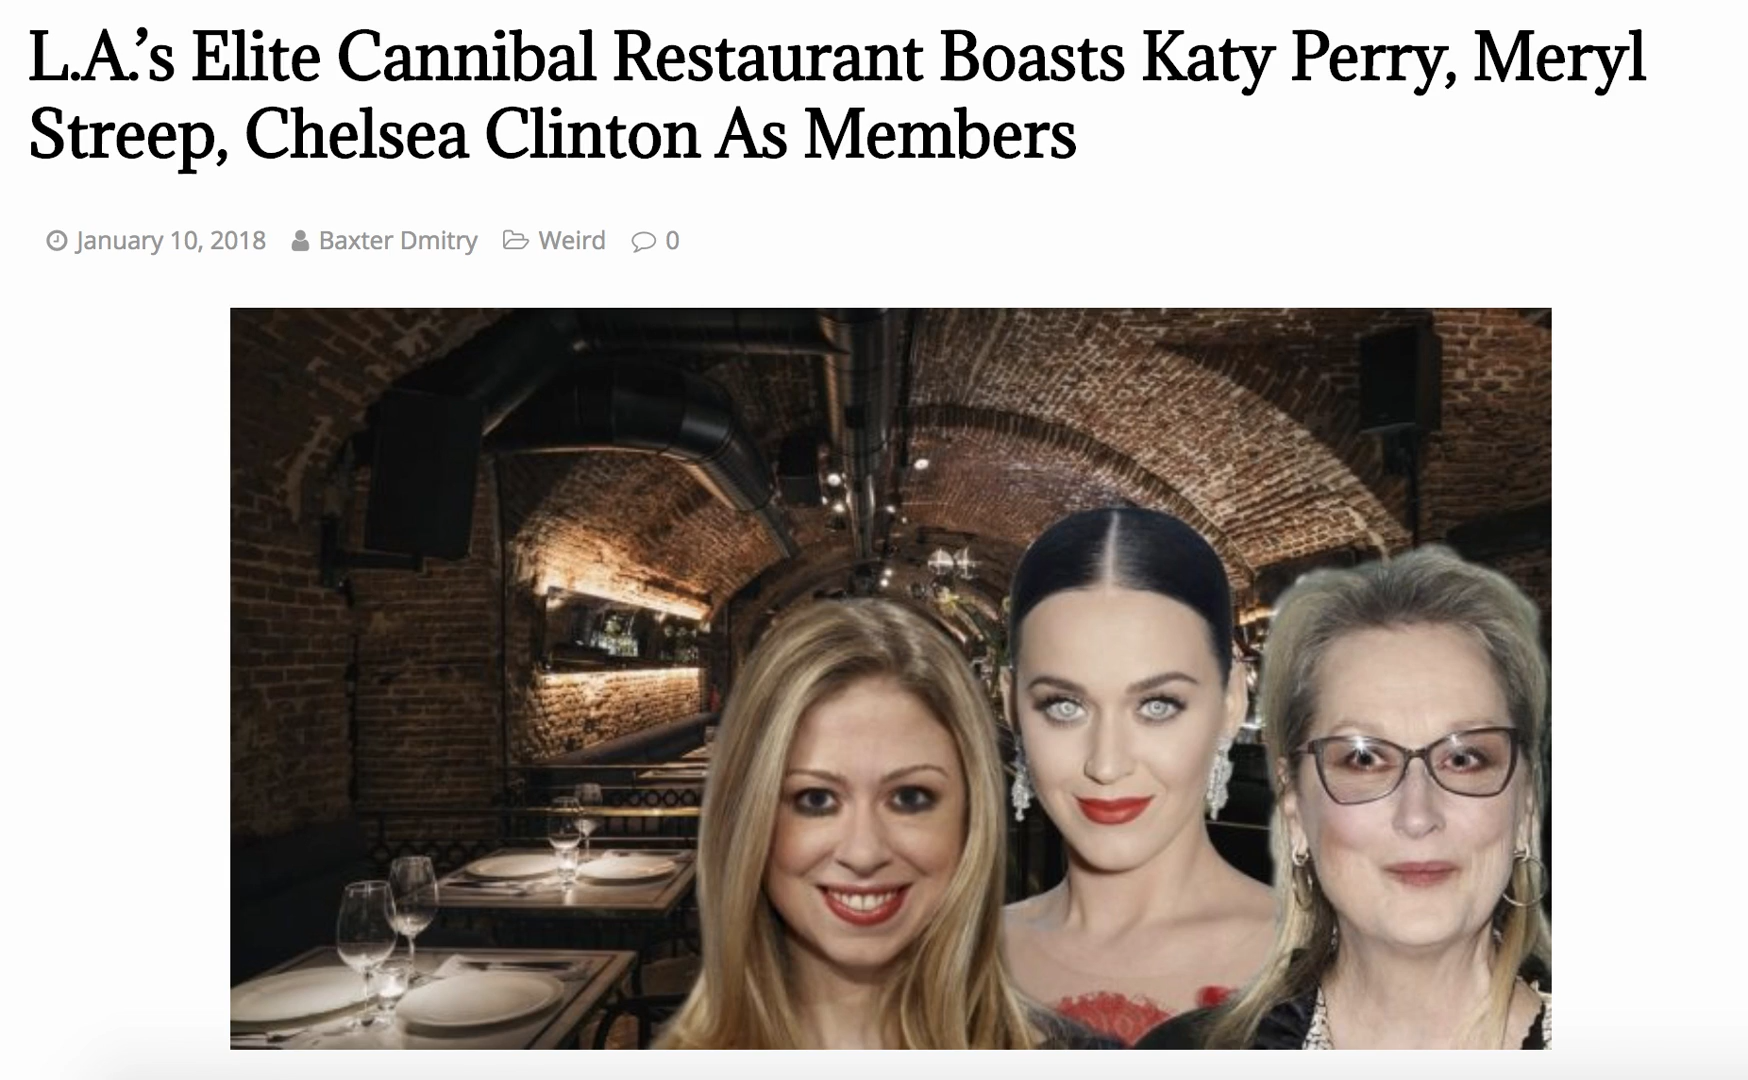 L.A.’s Elite Cannibal Restaurant Boasts Katy Perry, Meryl
Streep, Chelsea Clinton As Members
January 10, 2018 Baxter Dmitry Weird 0